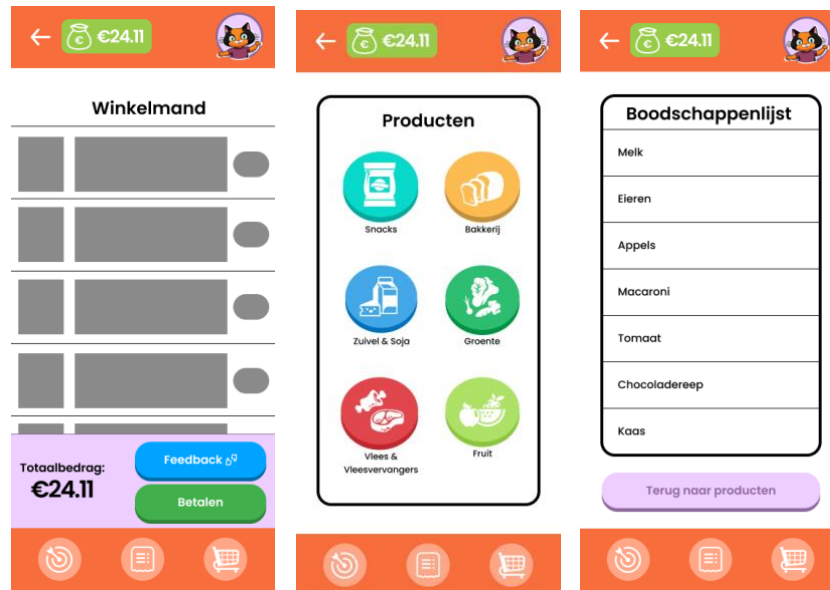 €24.11
Winkelmand
Totaalbedrag:
€24.11
Feedback
Betalen
€24.11
Producten
Snacks
Bakkerij
Zuivel & Soja
Groente
Vlees &
Vleesvervangers
Fruit
€24.11
Boodschappenlijst
Melk
Eieren
Appels
Macaroni
Tomaat
Chocoladereep
Kaas
Terug naar producten